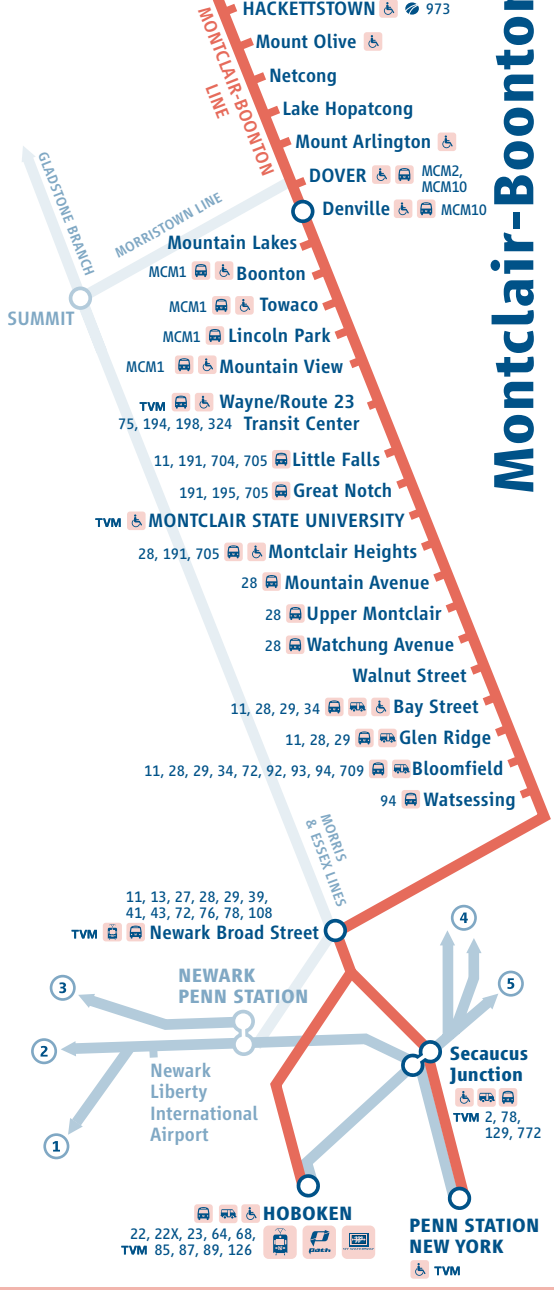 HACKETTSTOWN 973
Mount Olive
Netcong
Lake Hopatcong
Mount Arlington
DOVER MCM2,
MCM10
Denville MCM10
MONTCLAIR-BOONTON
LINE
Montclair-Boonton
GLADSTONE BRANCH
MORRISTOWN LINE
SUMMIT
Mountain Lakes
MCM1 Boonton
MCM1 Towaco
MCM1 Lincoln Park
MCM1 Mountain View
TVM Wayne/Route 23
75, 194, 198, 324 Transit Center
11, 191, 704, 705 Little Falls
191, 195, 705 Great Notch
TVM MONTCLAIR STATE UNIVERSITY
28, 191, 705 Montclair Heights
28 Mountain Avenue
28 Upper Montclair
28 Watchung Avenue
Walnut Street
11, 28, 29, 34 Bay Street
11, 28, 29 Glen Ridge
11, 28, 29, 34, 72, 92, 93, 94, 709 Bloomfield
94 Watsessing
MORRIS
& ESSEX LINES
11, 13, 27, 28, 29, 39,
41, 43, 72, 76, 78, 108
TVM Newark Broad Street
NEWARK
PENN STATION
3
2
1
4
5
Newark
Liberty
International
Airport
Secaucus
Junction
TVM 2, 78,
129, 772
HOBOKEN
22, 22X, 23, 64, 68,
TVM 85, 87, 89, 126
path
PENN STATION
NEW YORK
TVM